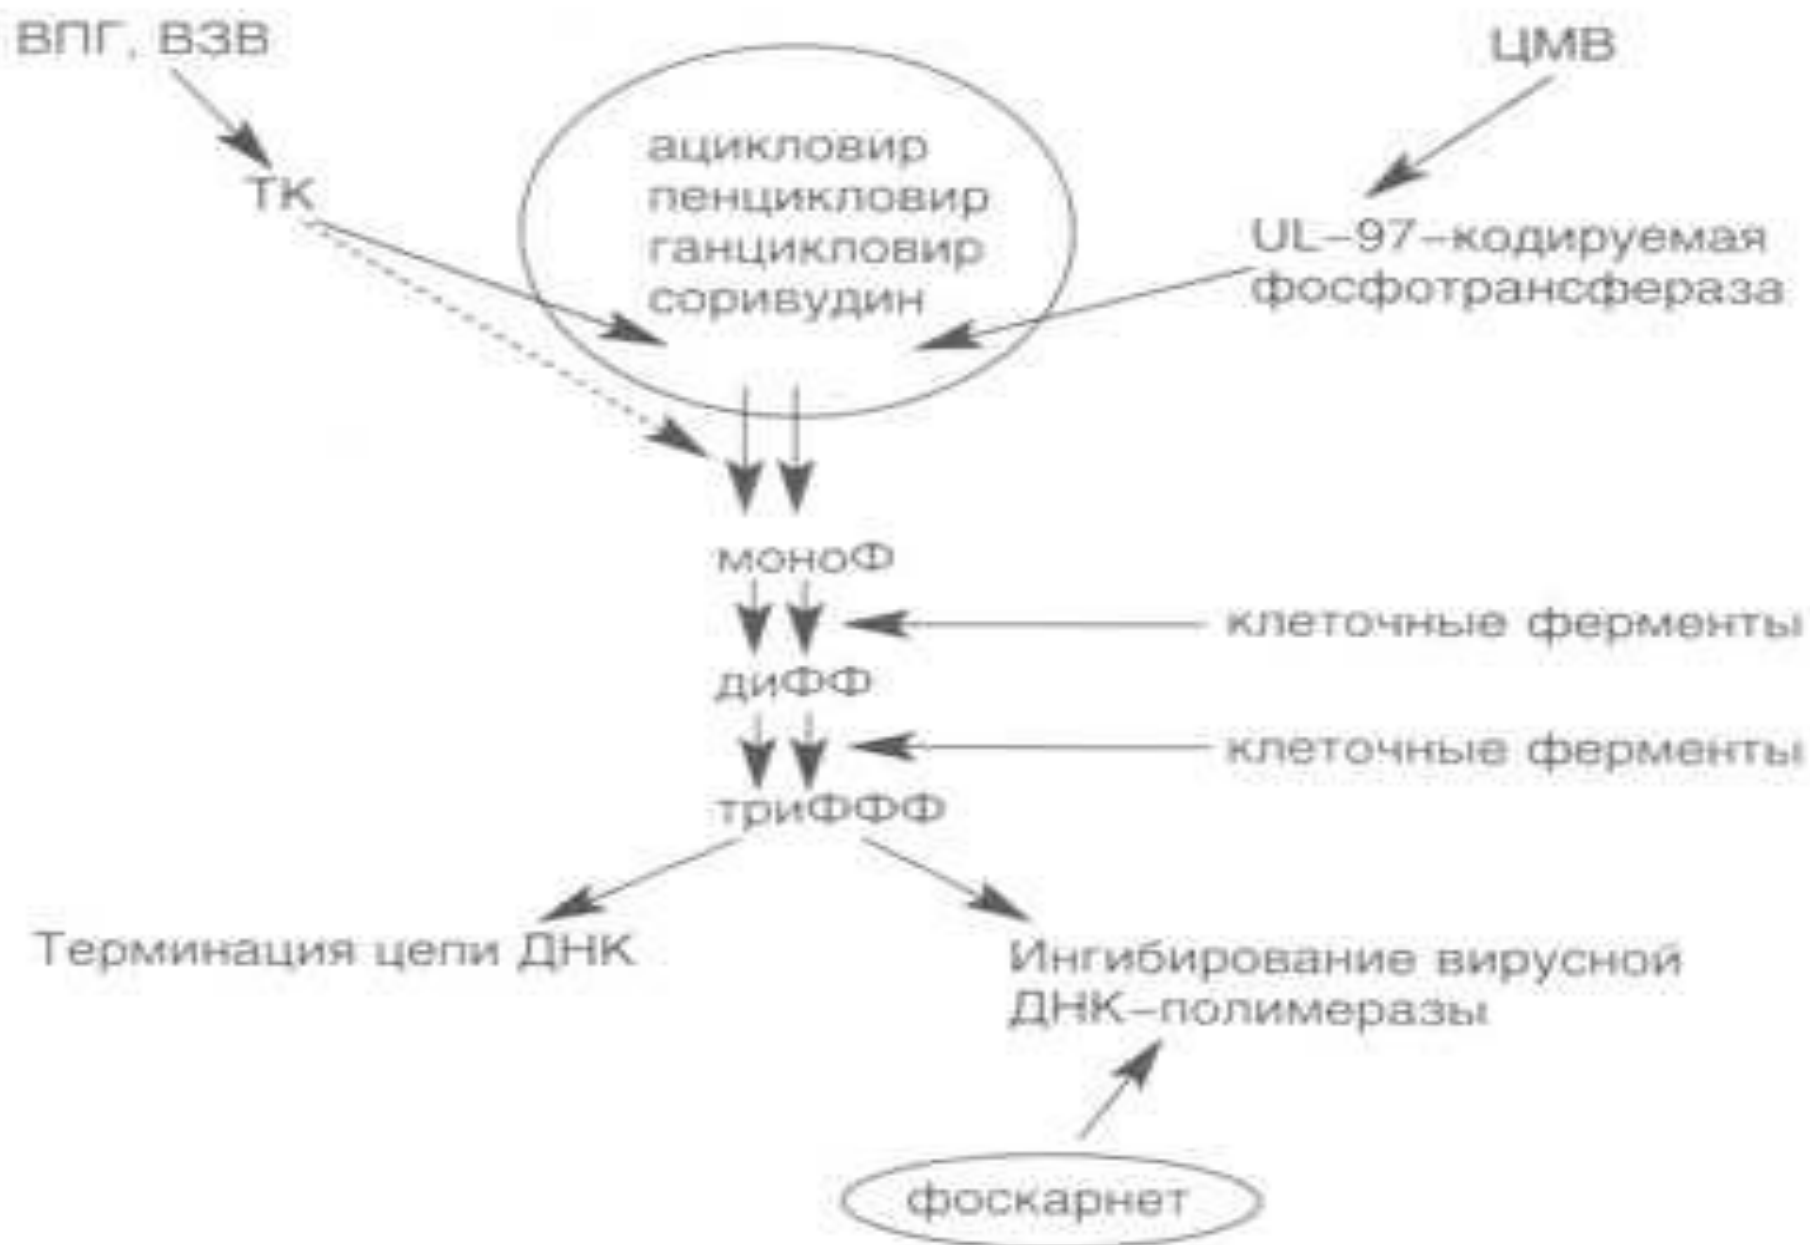 ВПГ, ВЗВ
ЦМВ
ацикловир
пенцикловир
ганцикловир
соривудин
ТК
UL–97–кодируемая
фосфотрансфераза
моноФ
клеточные ферменты
диФФ
клеточные ферменты
триФФФ
Терминация цепи ДНК
Ингибирование вирусной
ДНК–полимеразы
фоскарнет